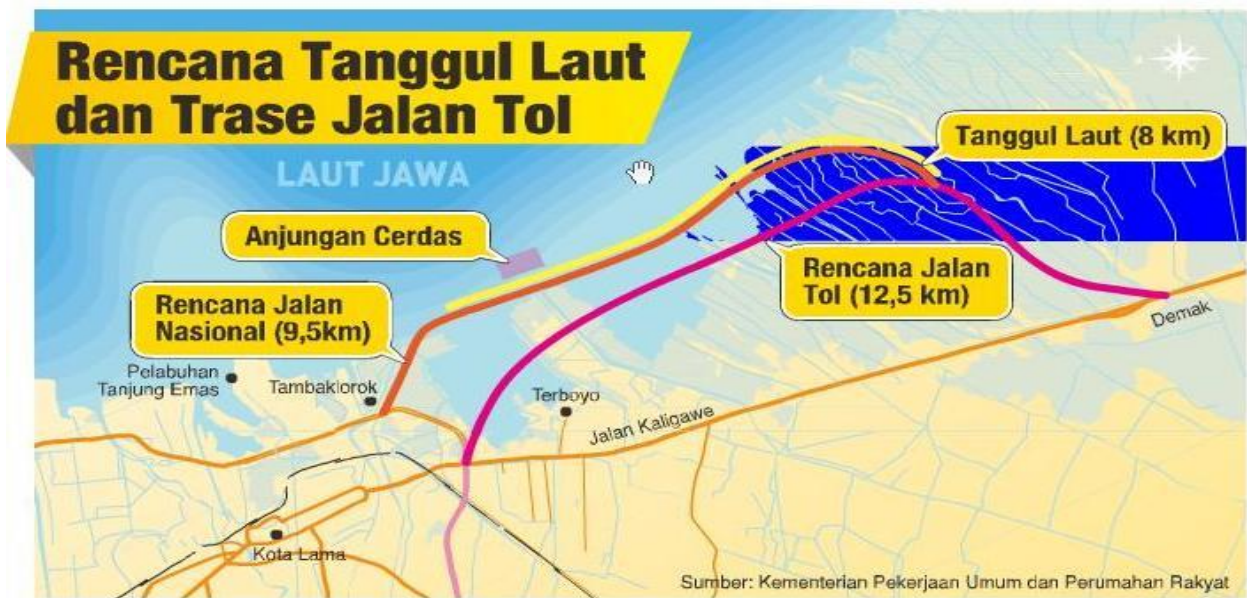 Rencana Tanggul Laut
dan Trase Jalan Tol
LAUT JAWA
Tanggul Laut (8 km)
Anjungan Cerdas
Rencana Jalan
Tol (12,5 km)
Rencana Jalan
Nasional (9,5km)
Demak
Pelabuhan
Tanjung Emas
Tambaklorok
Terboyo
Jalan Kaligawe
Kota Lama
Sumber: Kementerian Pekerjaan Umum dan Perumahan Rakyat